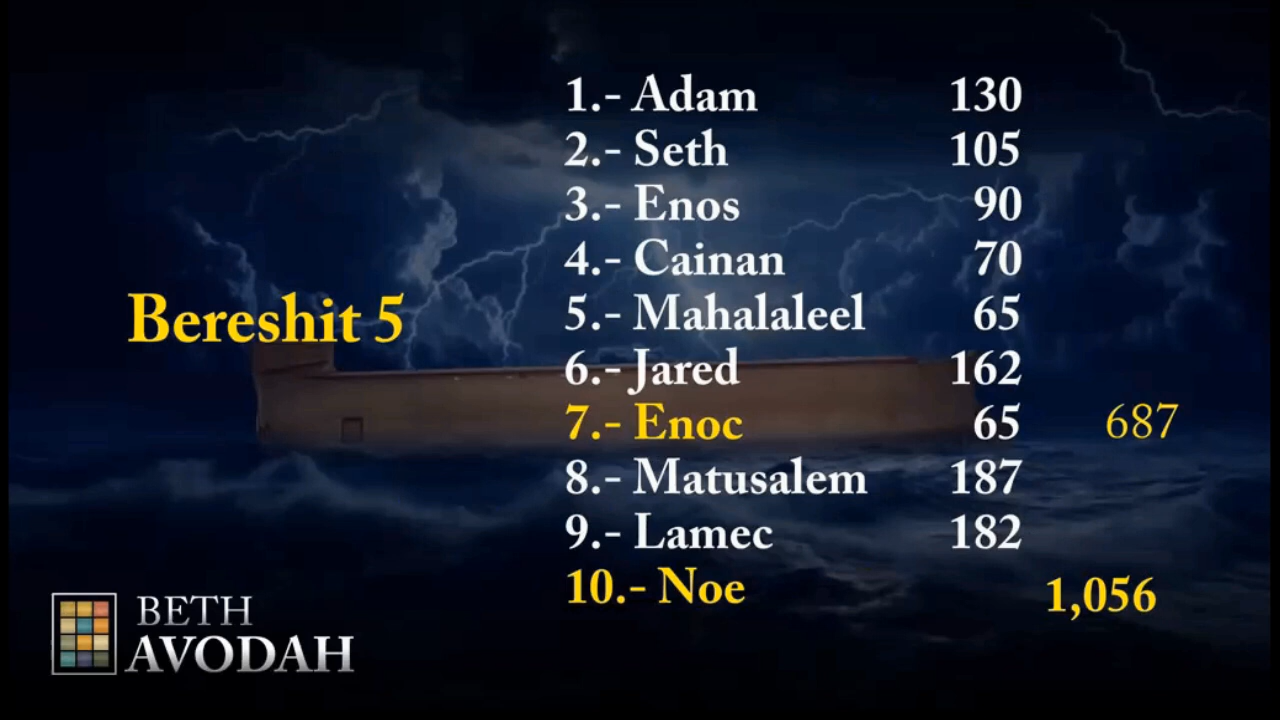 Bereshit 5
1.- Adam 130
2.- Seth 105
3.- Enos 90
4.- Cainan 70
5.- Mahalaleel 65
6.- Jared 162
7.- Enoc 65 687
8.- Matusalem 187
9.- Lamec 182
10.- Noe 1,056
BETH
AVODAH